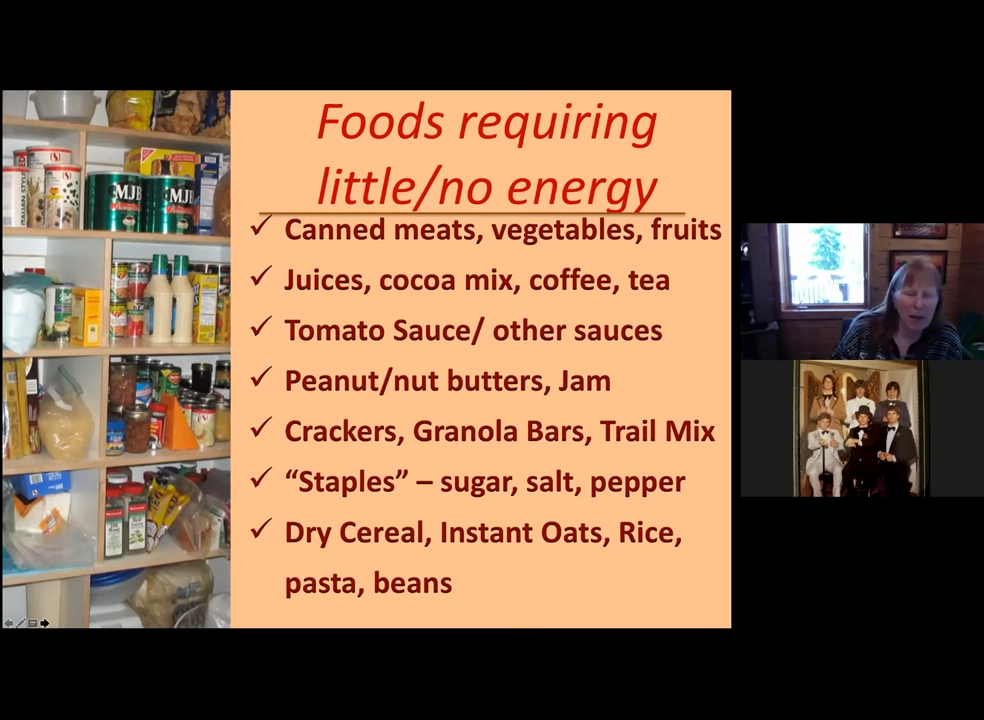 Foods requiring
little/no energy
✓ Canned meats, vegetables, fruits
✓ Juices, cocoa mix, coffee, tea
✓ Tomato Sauce/ other sauces
✓ Peanut/nut butters, Jam
✓ Crackers, Granola Bars, Trail Mix
✓ “Staples” – sugar, salt, pepper
✓ Dry Cereal, Instant Oats, Rice,
pasta, beans
ITALIAN STYLE
MJB
MJB